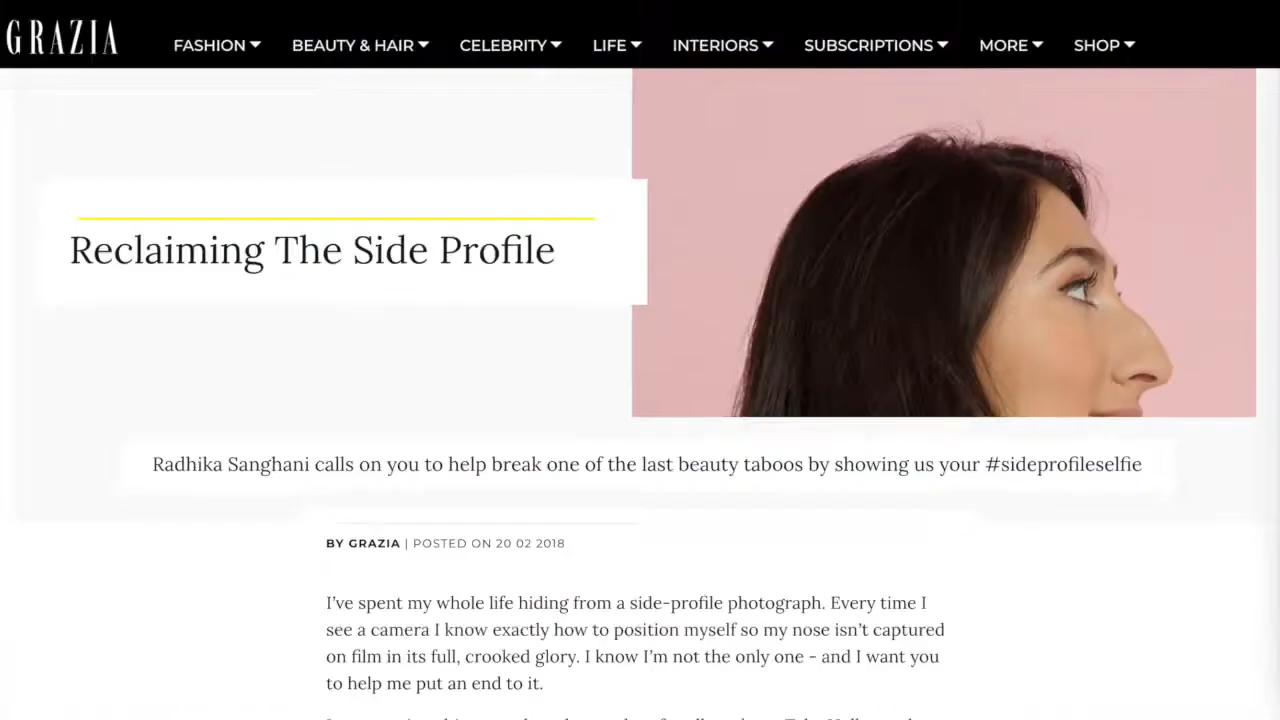 GRAZIA
FASHION BEAUTY & HAIR CELEBRITY LIFE INTERIORS SUBSCRIPTIONS MORE SHOP
Reclaiming The Side Profile
Radhika Sanghani calls on you to help break one of the last beauty taboos by showing us your #sideprofileselfie
BY GRAZIA | POSTED ON 20 02 2018
I've spent my whole life hiding from a side-profile photograph. Every time I
see a camera I know exactly how to position myself so my nose isn't captured
on film in its full, crooked glory. I know I'm not the only one - and I want you
to help me put an end to it.